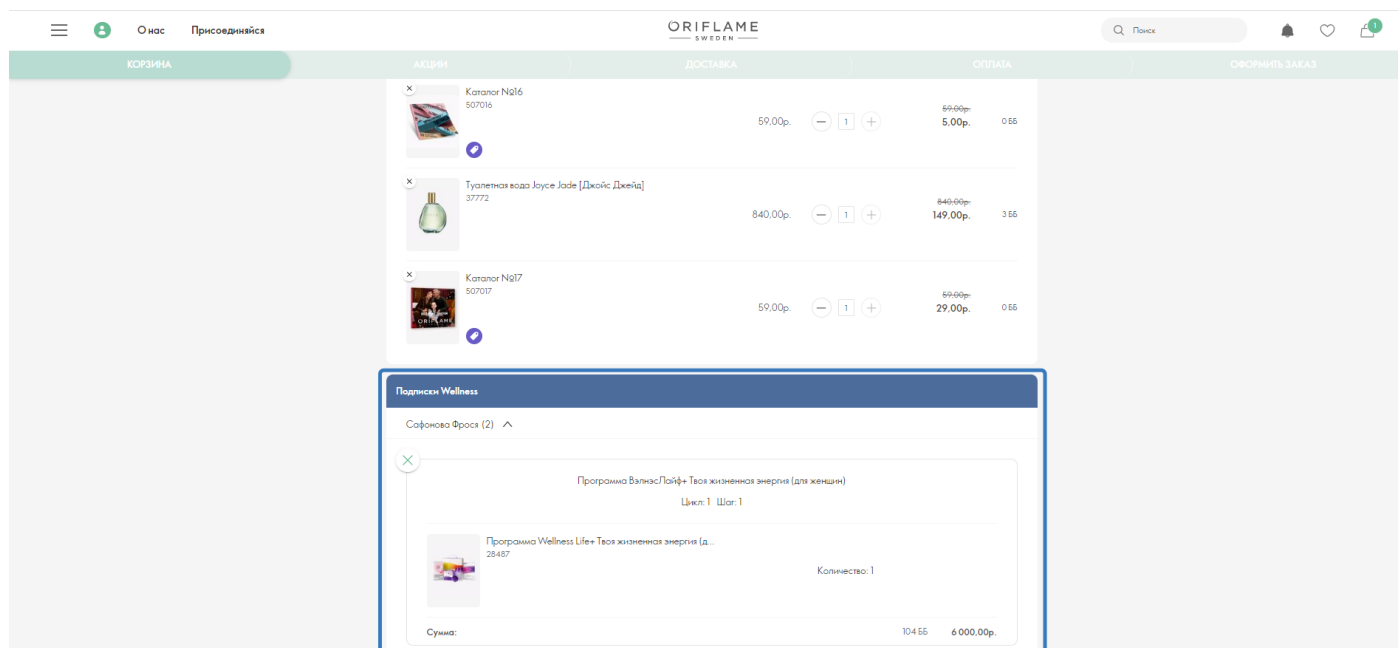 О нас Присоединяйся
ORIFLAME
SWEDEN
Поиск
1
КОРЗИНА АКЦИИ ДОСТАВКА ОПЛАТА ОФОРМИТЬ ЗАКАЗ
Каталог №16
507016
59,00р. 1 59,00р. 5,00р. 0 ББ
Туалетная вода Joyce Jade [Джойс Джейд]
37772
840,00р. 1 840,00р. 149,00р. 3 ББ
Каталог №17
507017
ORIFLAME
59,00р. 1 59,00р. 29,00р. 0 ББ
Подписки Wellness
Сафонова Фрося (2)
Программа ВэлнэсЛайф+ Твоя жизненная энергия (для женщин)
Цикл: 1 Шаг: 1
Программа Wellness Life+ Твоя жизненная энергия (д...
28487
Количество: 1
Сумма: 104 ББ 6 000,00р.